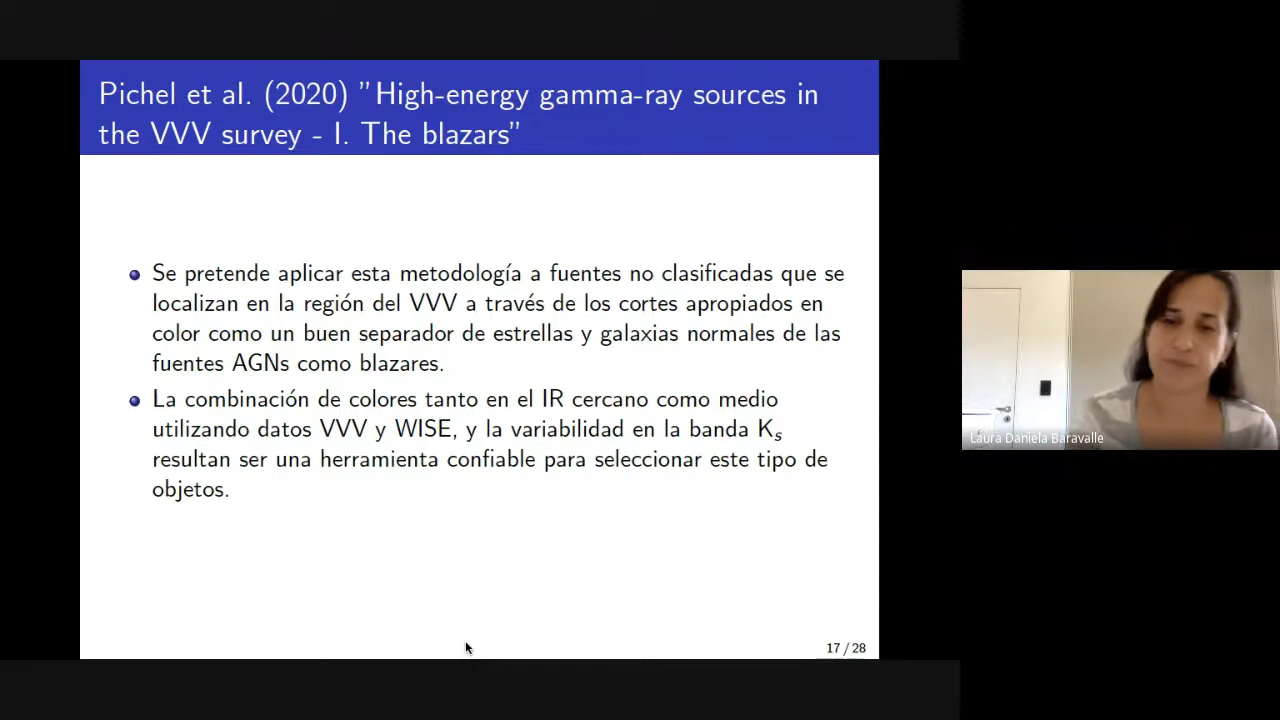 Pichel et al. (2020) ”High-energy gamma-ray sources in
the VVV survey - I. The blazars”
Se pretende aplicar esta metodología a fuentes no clasificadas que se
localizan en la región del VVV a través de los cortes apropiados en
color como un buen separador de estrellas y galaxias normales de las
fuentes AGNs como blazares.
La combinación de colores tanto en el IR cercano como medio
utilizando datos VVV y WISE, y la variabilidad en la banda Ks
resultan ser una herramienta confiable para seleccionar este tipo de
objetos.
Laura Daniela Baravalle
17 / 28